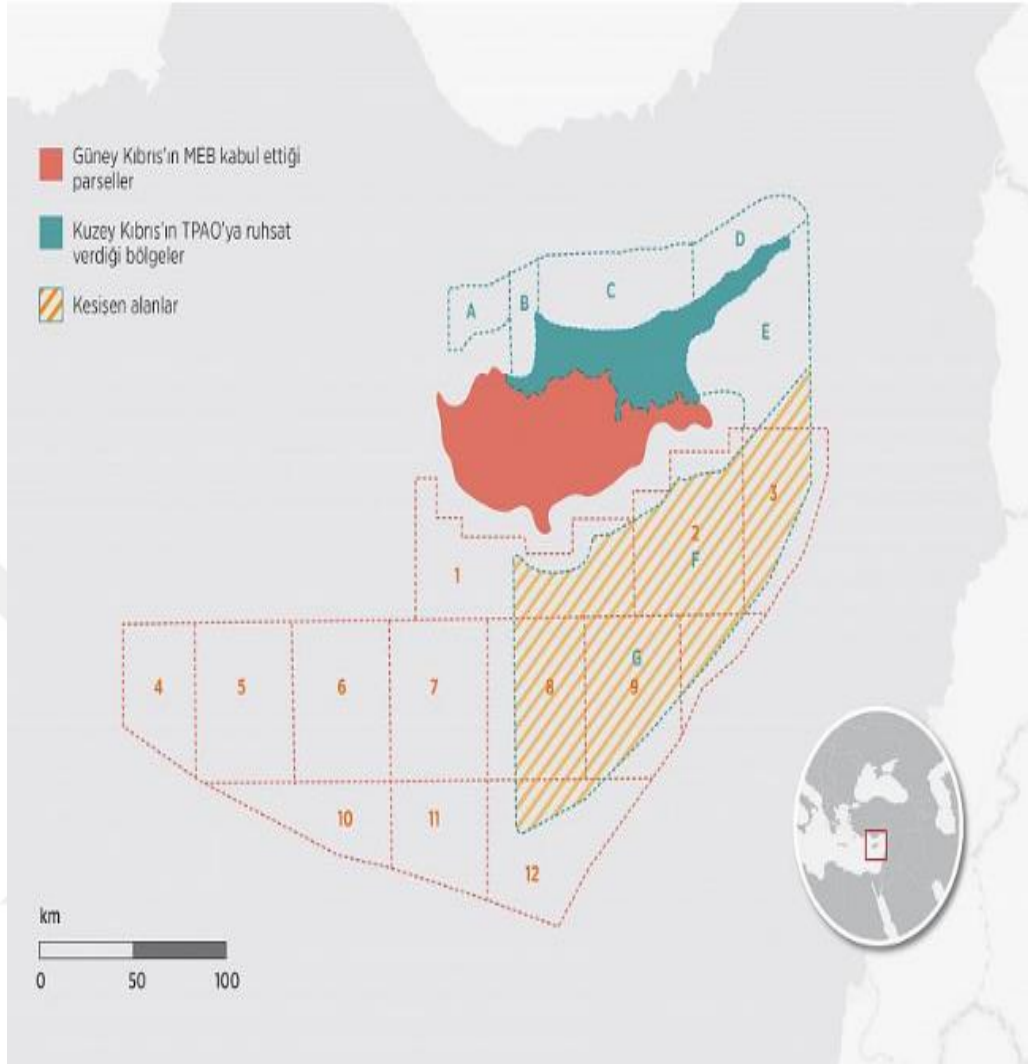 Güney Kıbrıs'ın MEB kabul ettiği
parseller
Kuzey Kıbrıs'ın TPAO'ya ruhsat
verdiği bölgeler
Kesişen alanlar
A
B
C
D
E
3
2
F
1
G
4
5
6
7
8
9
10
11
12
km
0
50
100